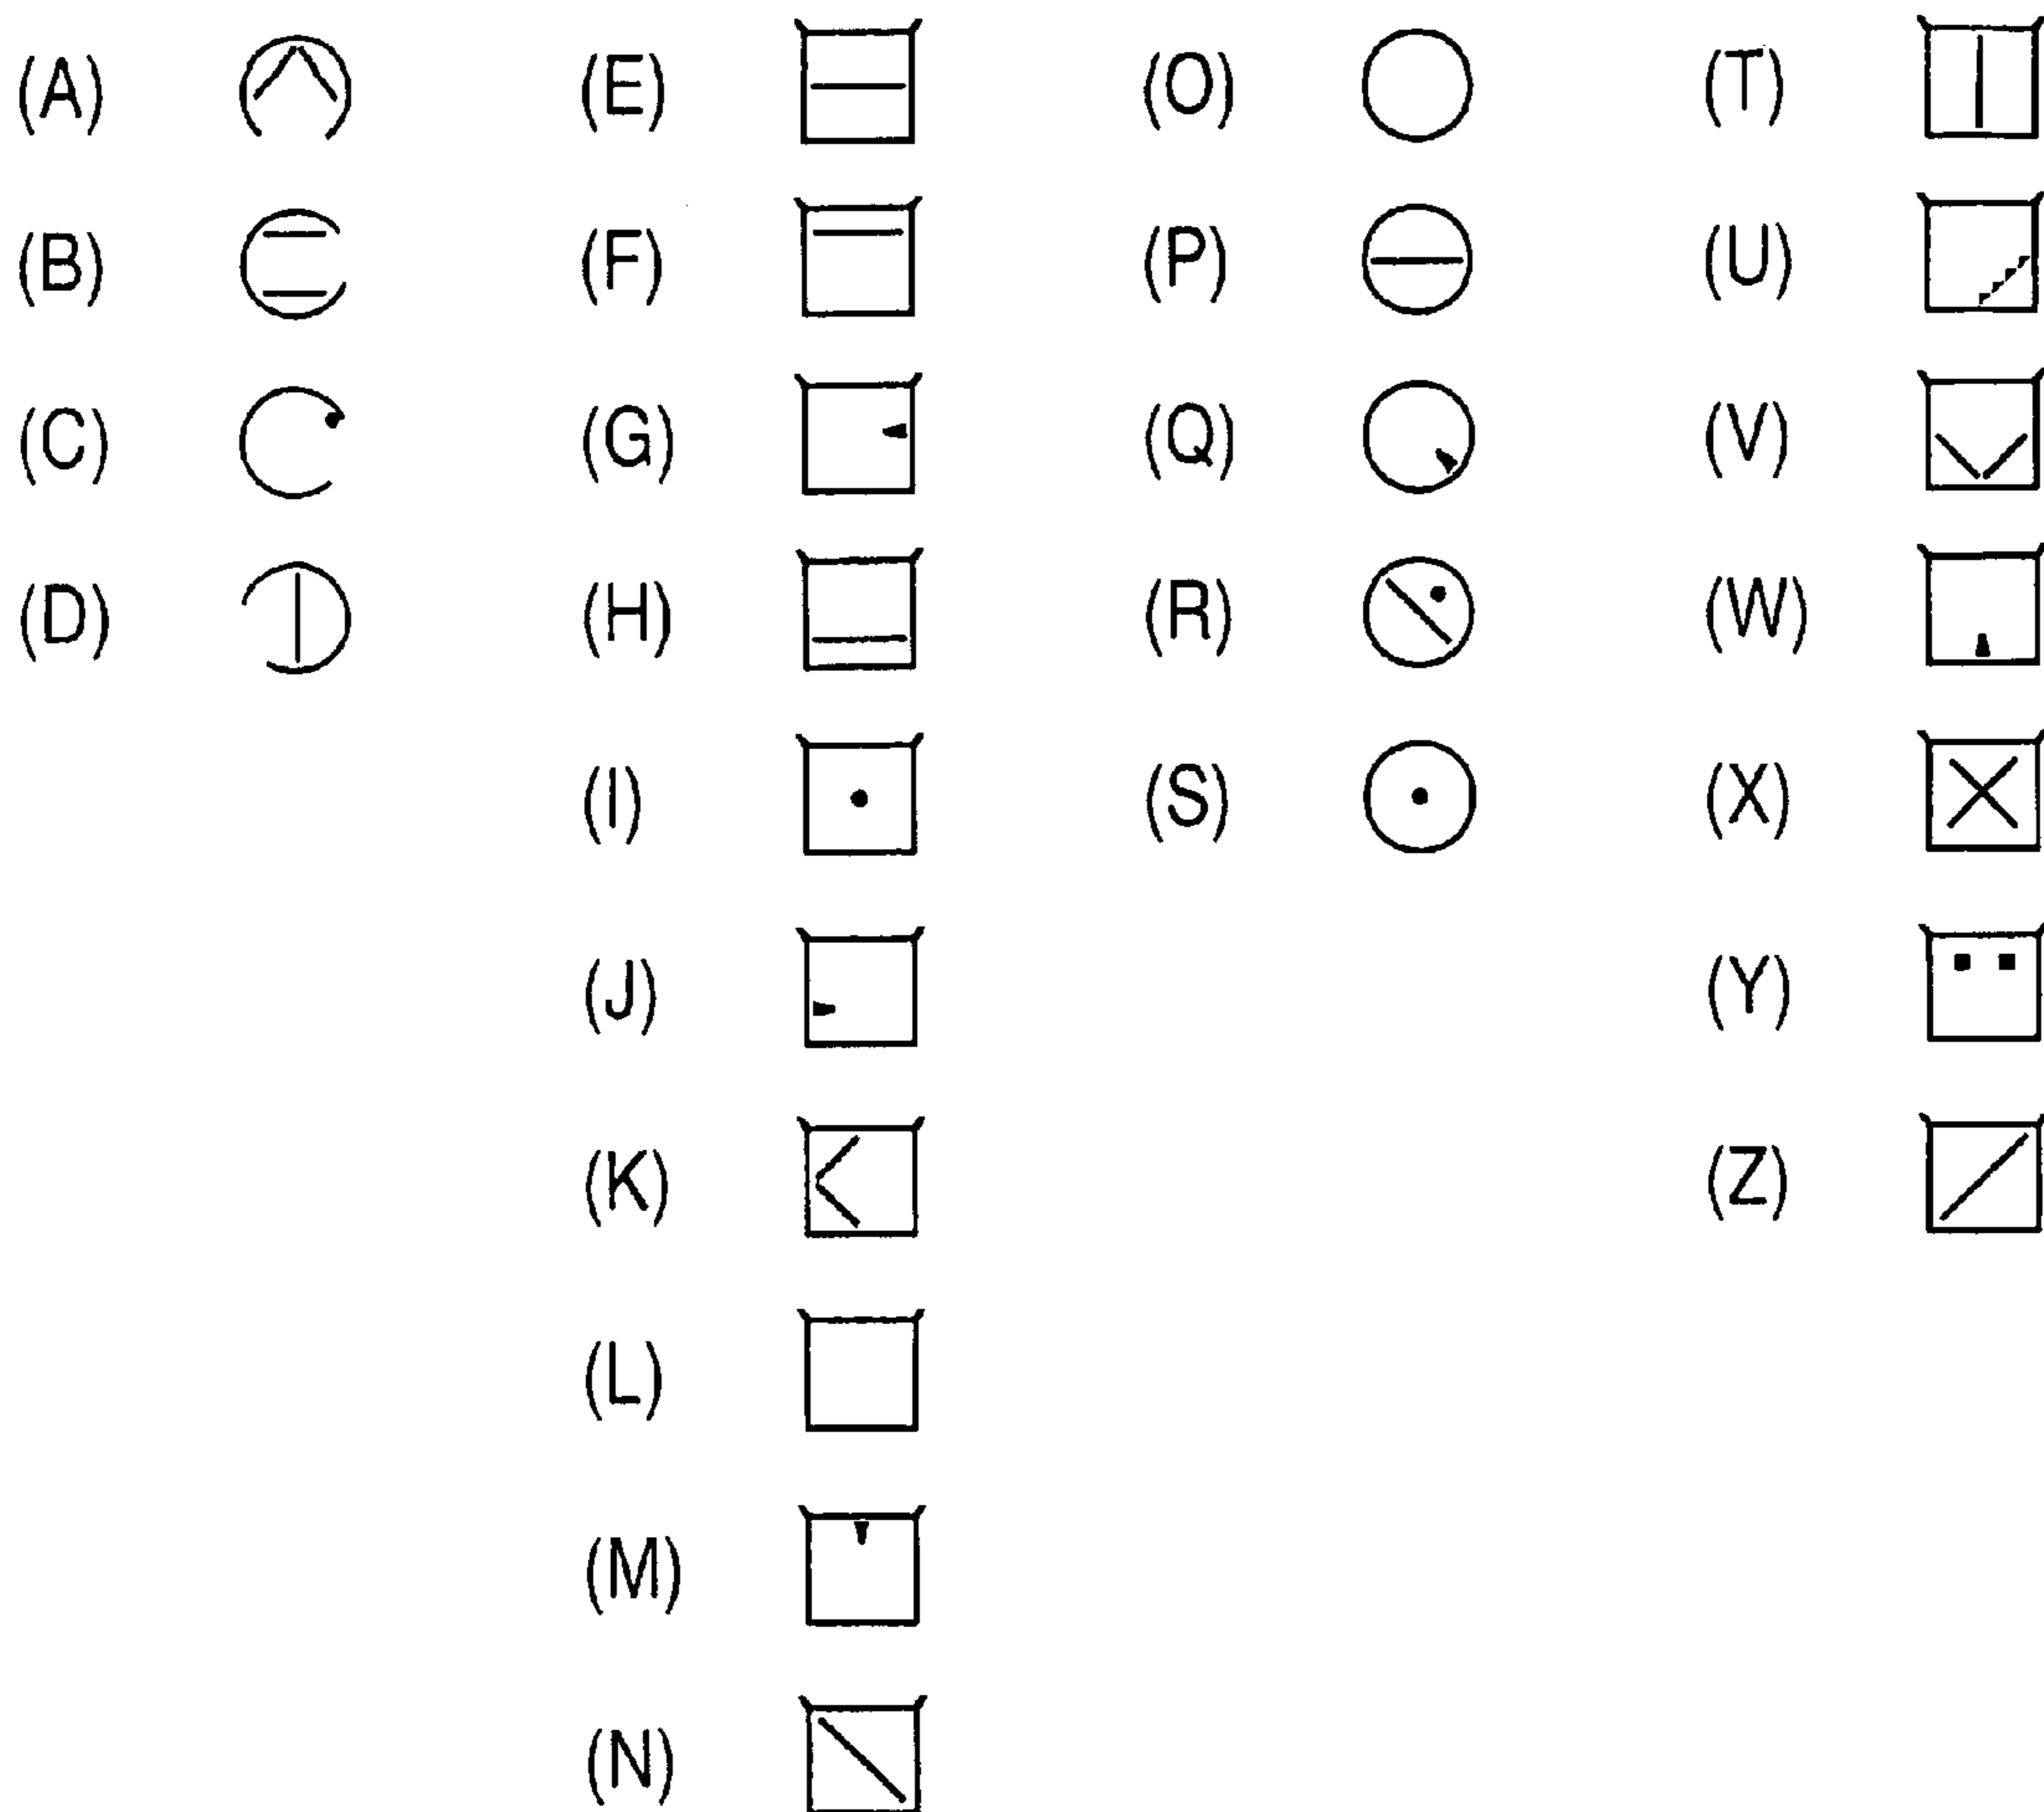 (A) (E) (O) (T)
(B) (F) (P) (U)
(C) (G) (Q) (V)
(D) (H) (R) (W)
(I) (S) (X)
(J) (Y)
(K) (Z)
(L)
(M)
(N)